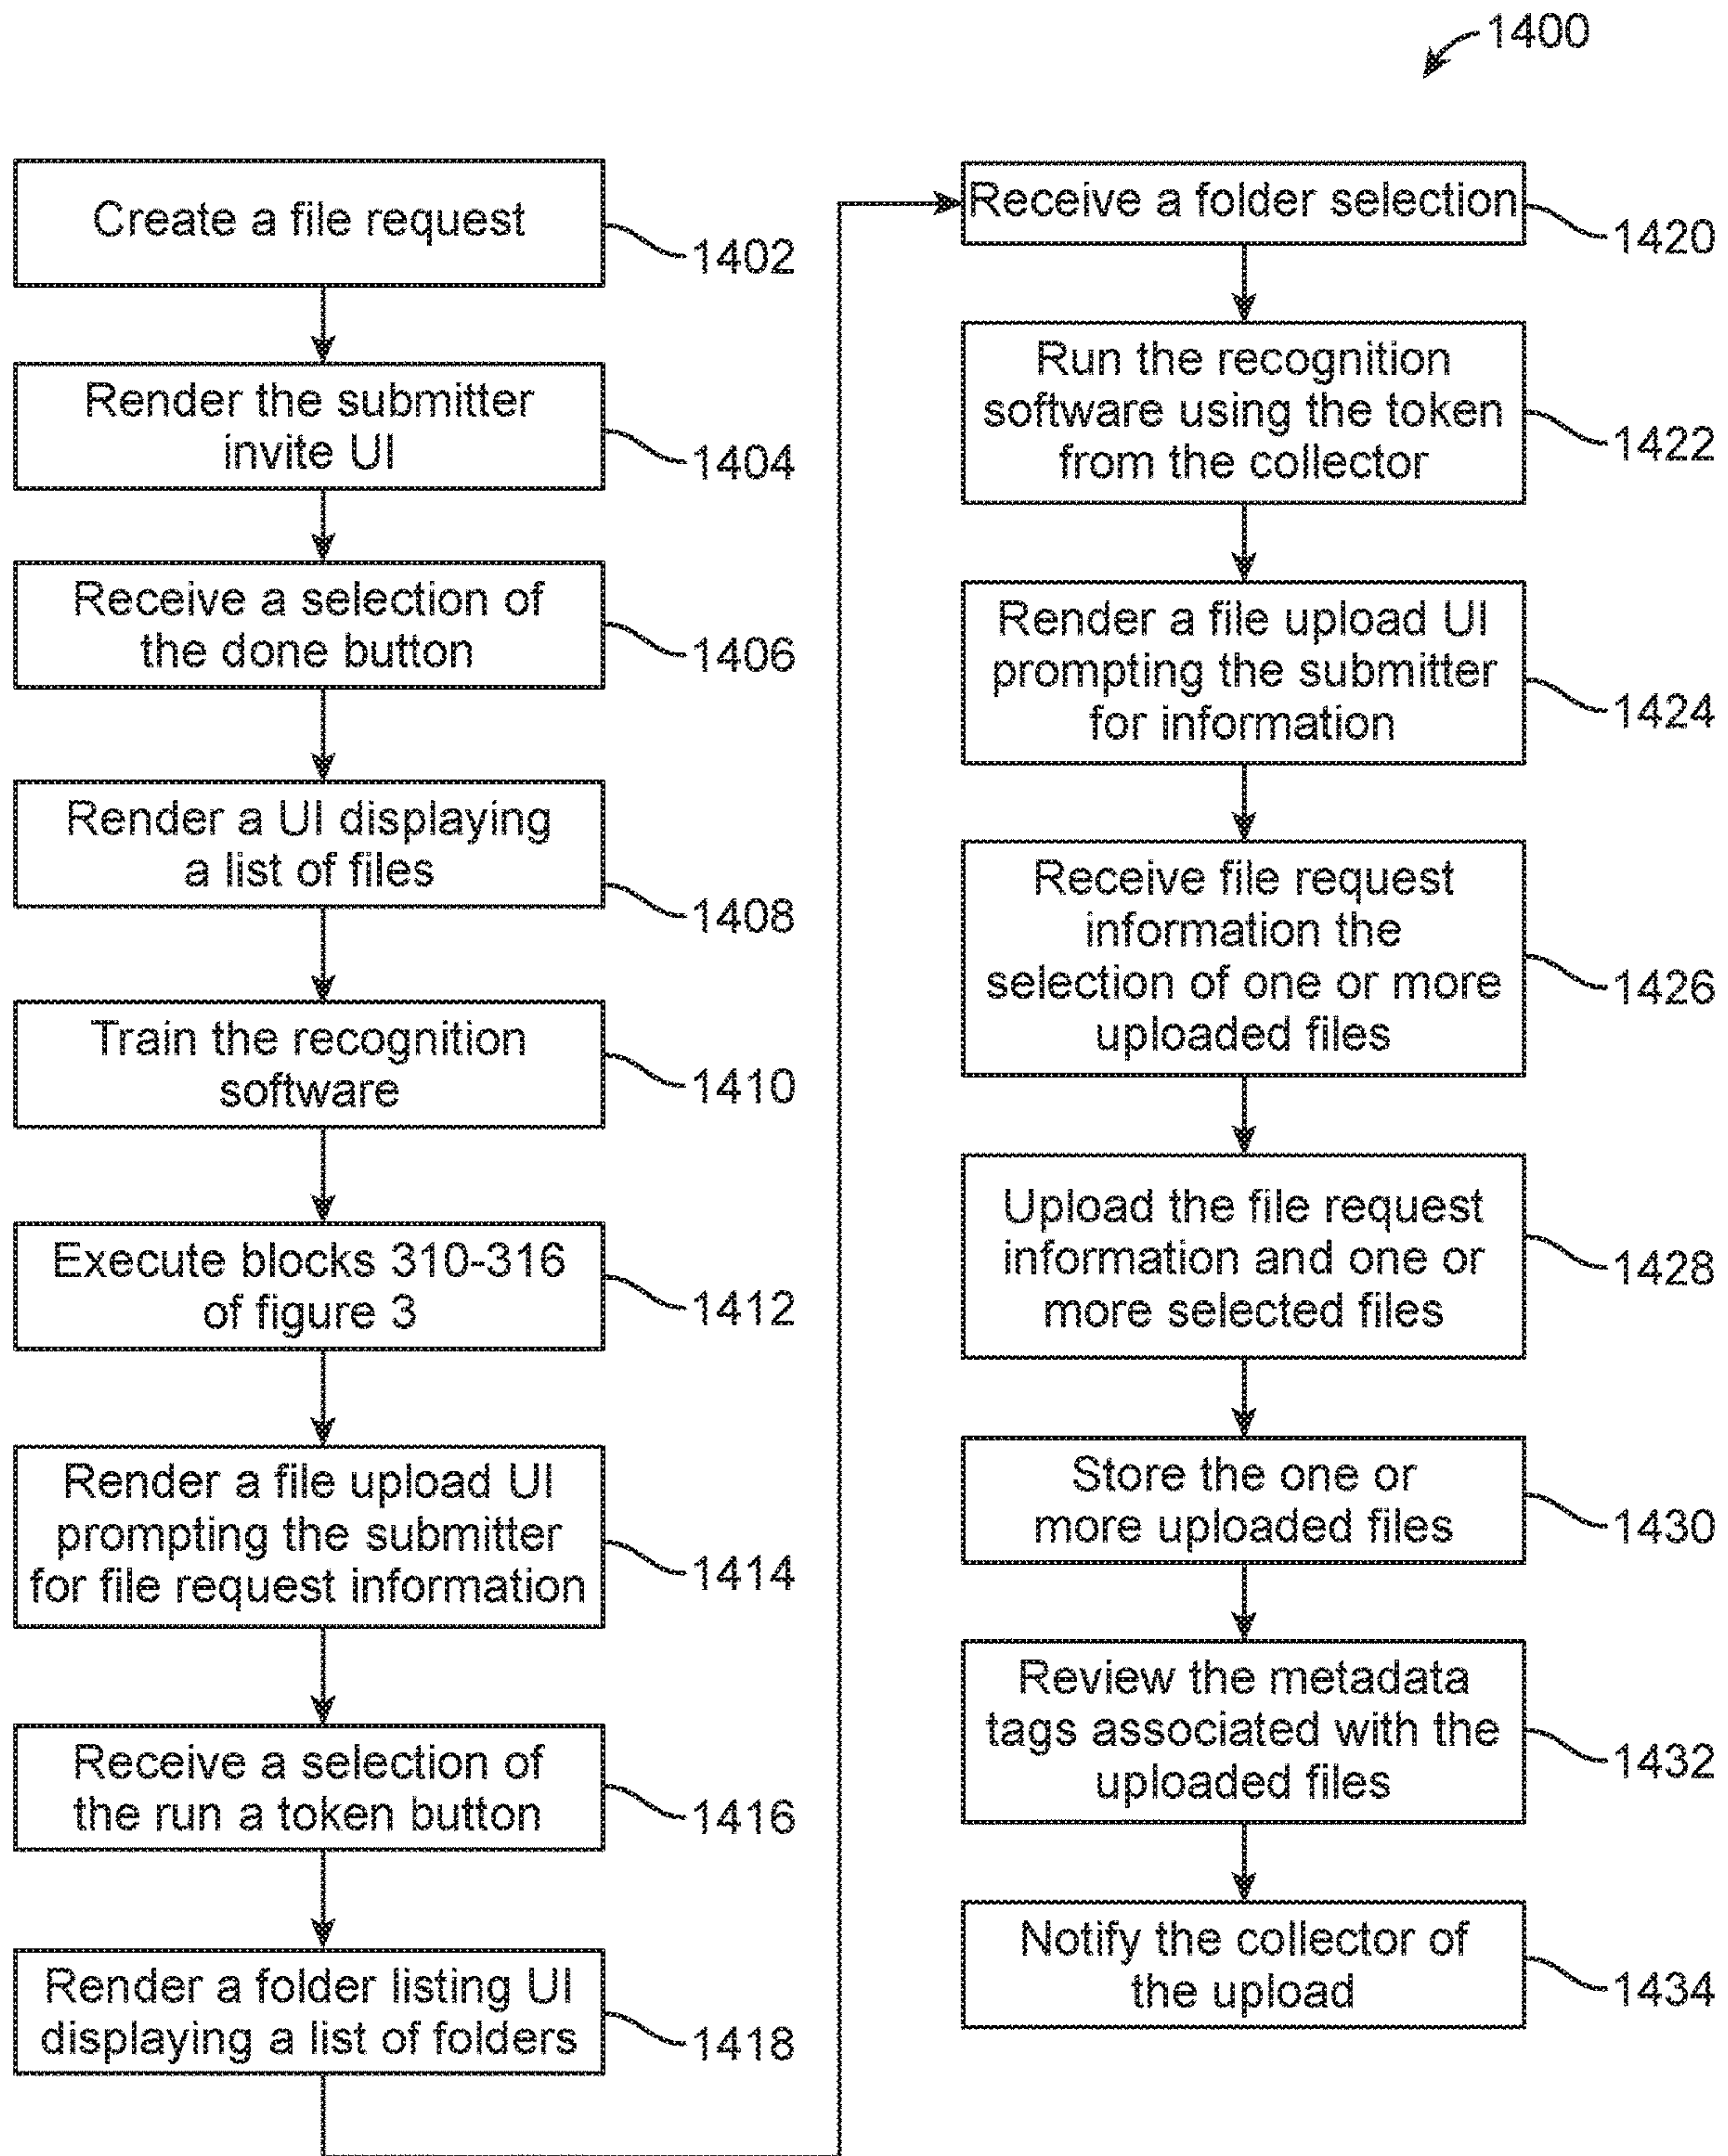 1400
Create a file request
1402
Render the submitter
invite UI
1404
Receive a selection of
the done button
1406
Render a UI displaying
a list of files
1408
Train the recognition
software
1410
Execute blocks 310-316
of figure 3
1412
Render a file upload UI
prompting the submitter
for file request information
1414
Receive a selection of
the run a token button
1416
Render a folder listing UI
displaying a list of folders
1418
Receive a folder selection
1420
Run the recognition
software using the token
from the collector
1422
Render a file upload UI
prompting the submitter
for information
1424
Receive file request
information the
selection of one or more
uploaded files
1426
Upload the file request
information and one or
more selected files
1428
Store the one or
more uploaded files
1430
Review the metadata
tags associated with the
uploaded files
1432
Notify the collector of
the upload
1434